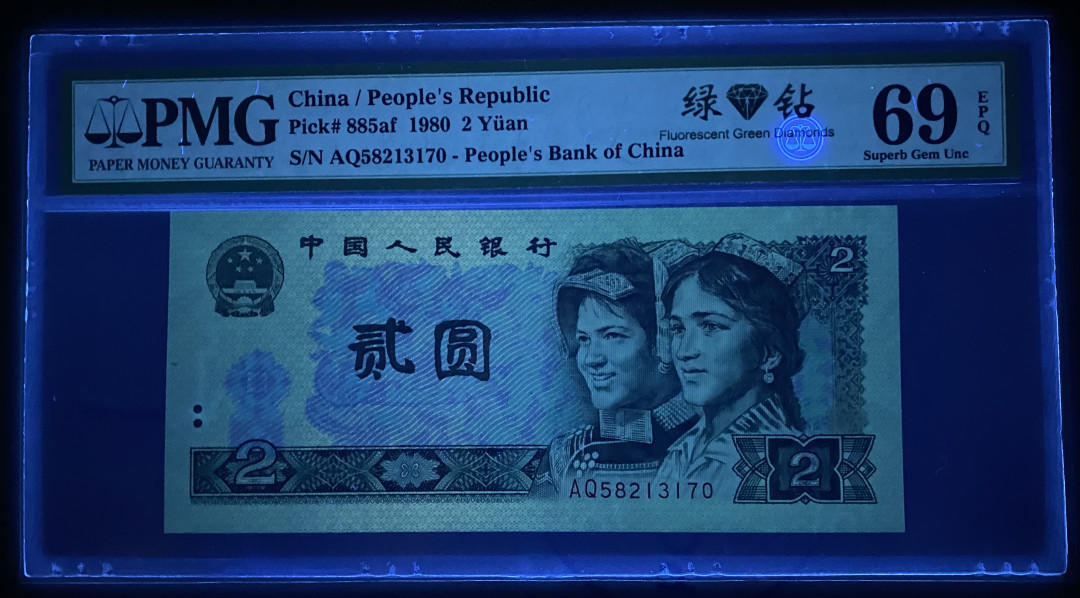 PMG
PAPER MONEY GUARANTY
China / People's Republic
Pick# 885af 1980 2 Yüan
S/N AQ58213170 - People's Bank of China
绿 钻
Fluorescent Green Diamonds
69
EPQ
Superb Gem Unc
中国人民银行
2
贰圆
2
2
AQ58213170